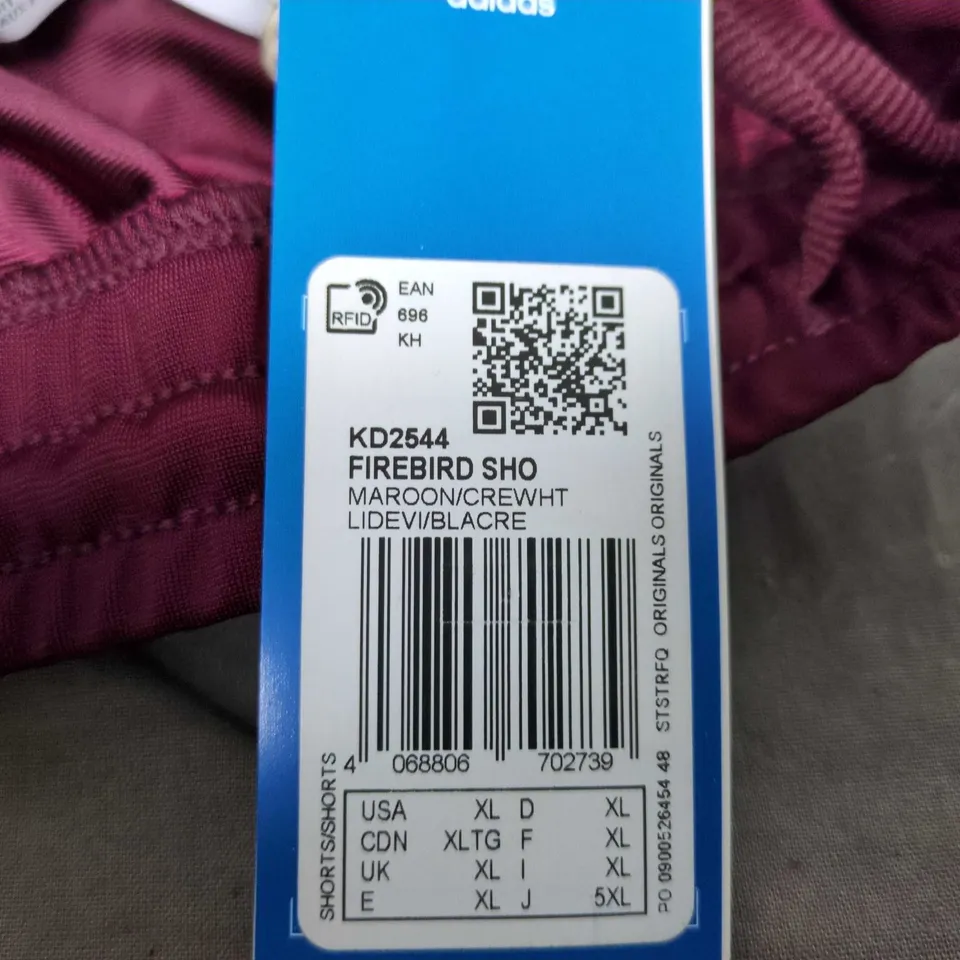 adidas
RFID
EAN
696
KH
KD2544
FIREBIRD SHO
MAROON/CREWHT
LIDEVI/BLACRE
4 068806 702739
USA XL D XL
CDN XLTG F XL
UK XL I XL
E XL J 5XL
SHORTS/SHORTS
PO 0900526454 48 STSTRFQ ORIGINALS ORIGINALS